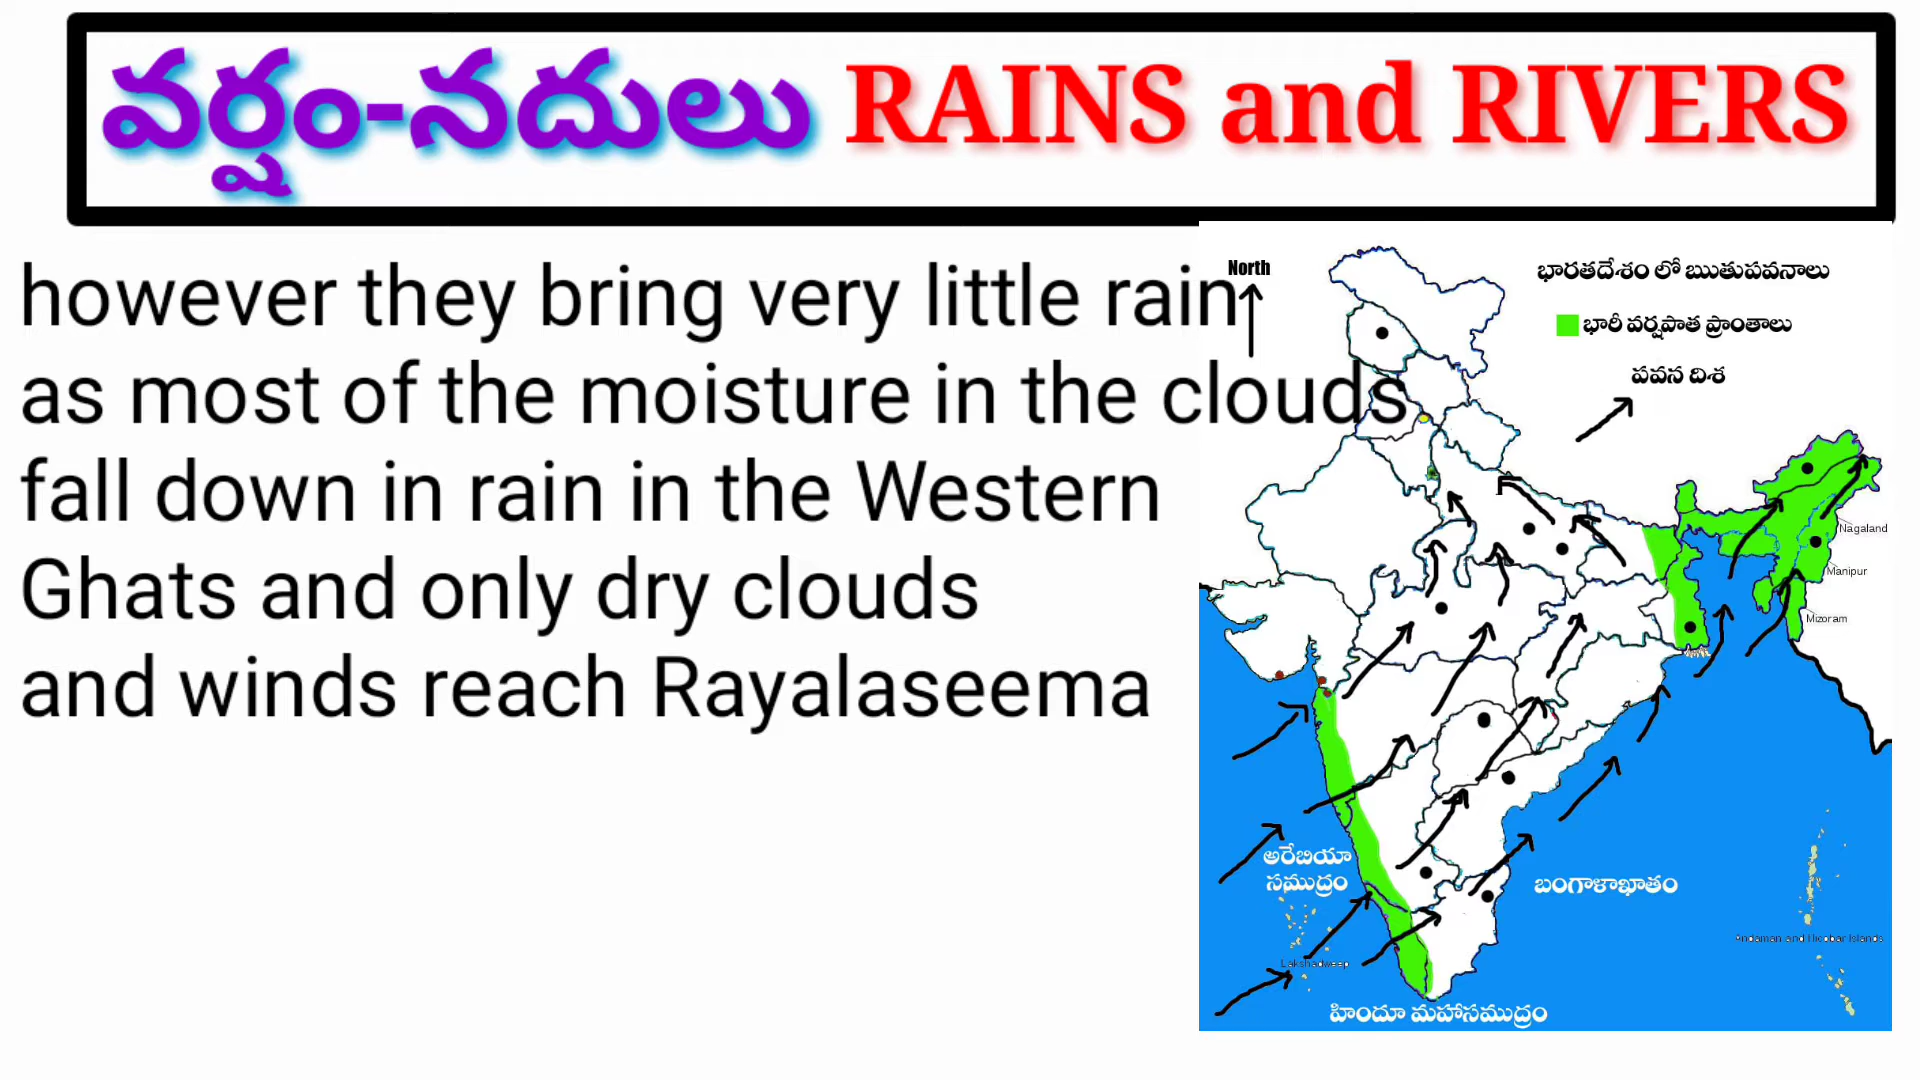 వర్షం-నదులు RAINS and RIVERS
however they bring very little rain
as most of the moisture in the clouds
fall down in rain in the Western
Ghats and only dry clouds
and winds reach Rayalaseema
North
భారతదేశం లో ఋతుపవనాలు
భారీ వర్షపాత ప్రాంతాలు
పవన దిశ
Nagaland
Manipur
Mizoram
అరేబియా
సముద్రం
బంగాళాఖాతం
Andaman and Nicobar Islands
Lakshadweep
హిందూ మహాసముద్రం